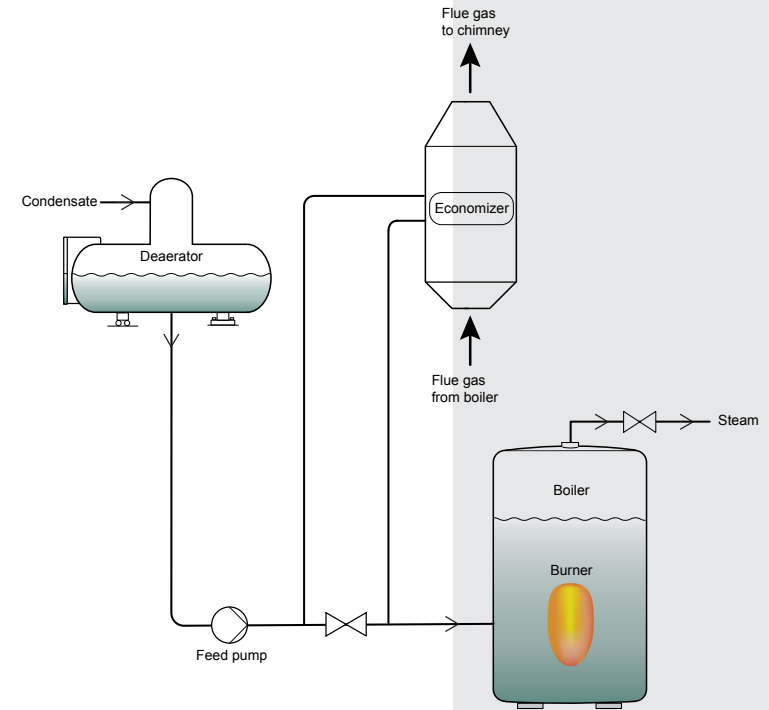 Flue gas
to chimney
Condensate
Economizer
Deaerator
Flue gas
from boiler
Steam
Boiler
Burner
Feed pump